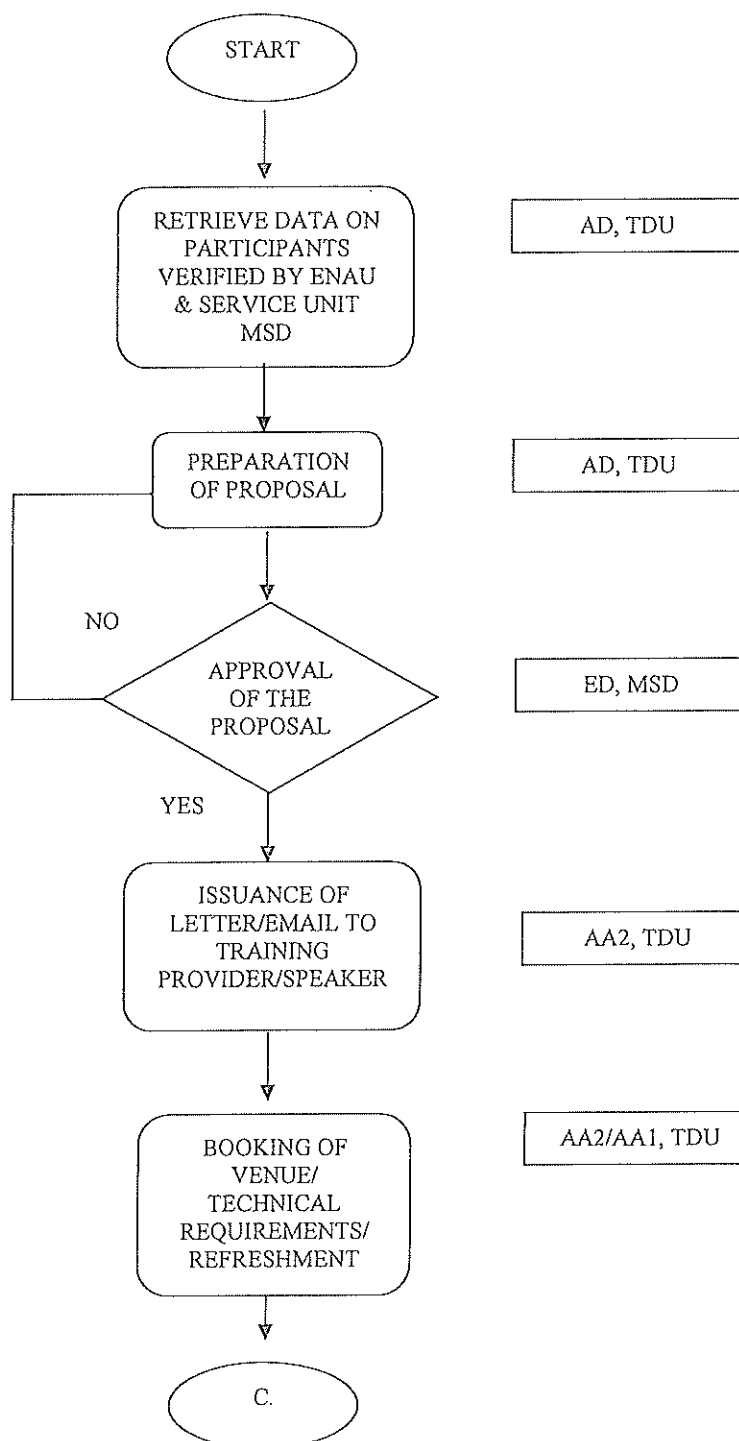 START
RETRIEVE DATA ON
PARTICIPANTS
VERIFIED BY ENAU
& SERVICE UNIT
MSD
AD, TDU
PREPARATION
OF PROPOSAL
AD, TDU
NO
APPROVAL
OF THE
PROPOSAL
ED, MSD
YES
ISSUANCE OF
LETTER/EMAIL TO
TRAINING
PROVIDER/SPEAKER
AA2, TDU
BOOKING OF
VENUE/
TECHNICAL
REQUIREMENTS/
REFRESHMENT
AA2/AA1, TDU
C.